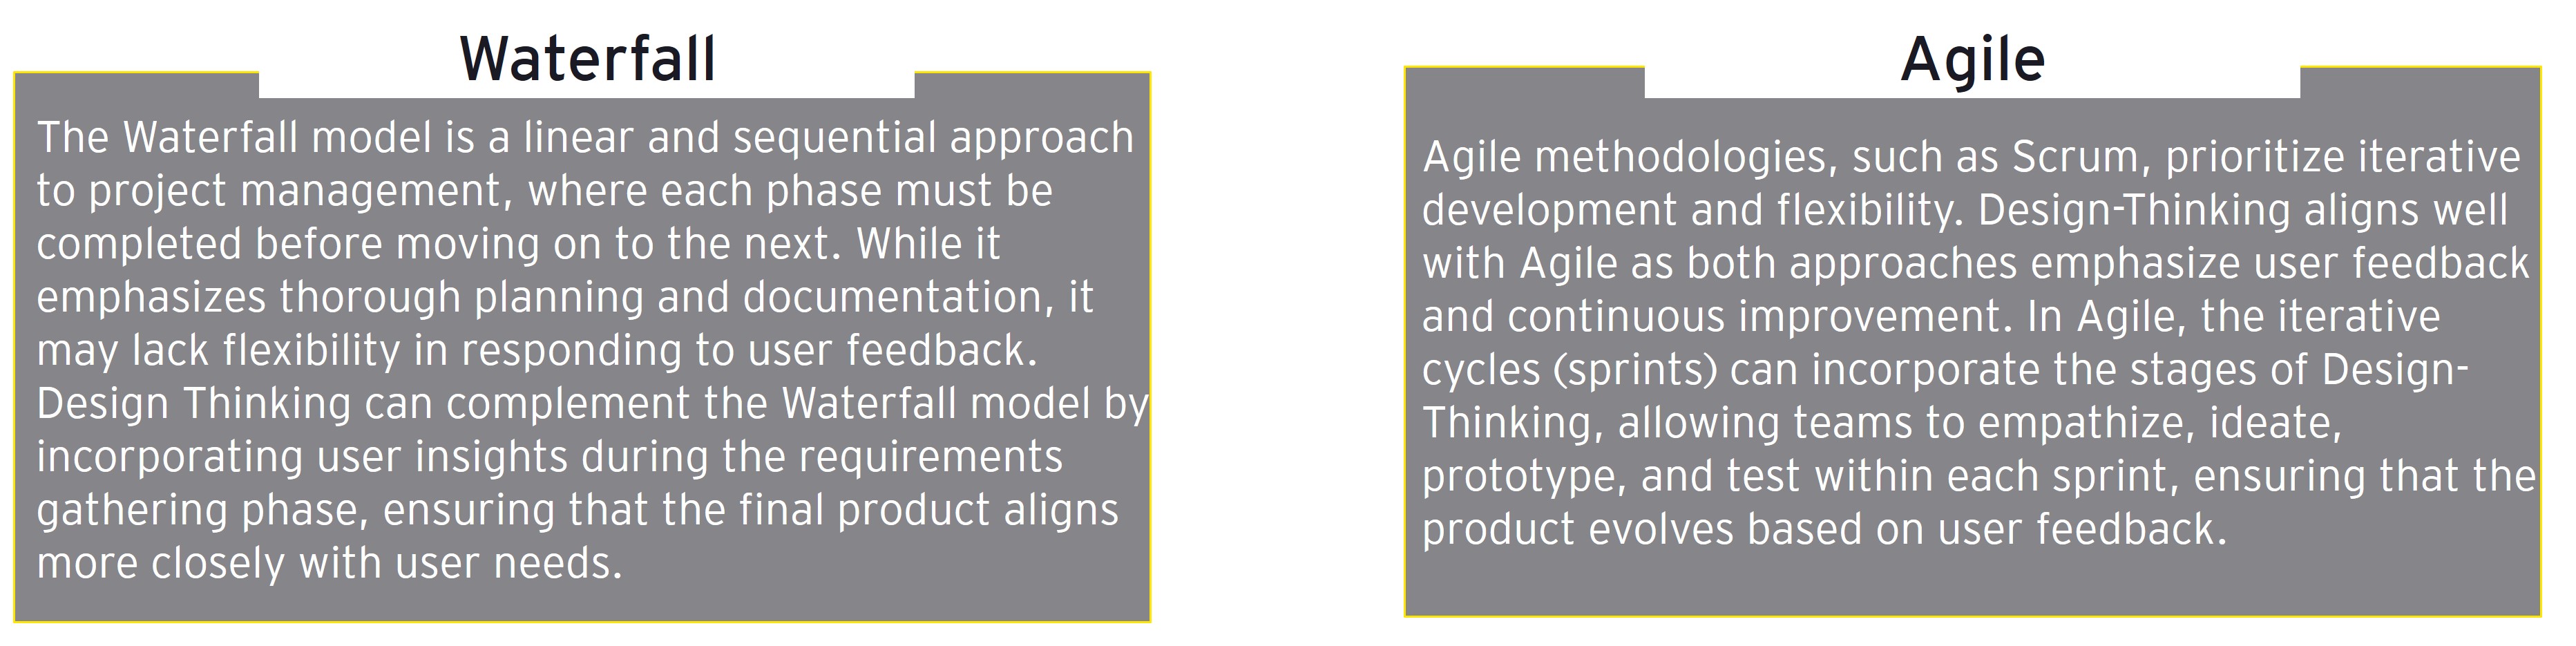 Waterfall
The Waterfall model is a linear and sequential approach
to project management, where each phase must be
completed before moving on to the next. While it
emphasizes thorough planning and documentation, it
may lack flexibility in responding to user feedback.
Design Thinking can complement the Waterfall model by
incorporating user insights during the requirements
gathering phase, ensuring that the final product aligns
more closely with user needs.
Agile
Agile methodologies, such as Scrum, prioritize iterative
development and flexibility. Design-Thinking aligns well
with Agile as both approaches emphasize user feedback
and continuous improvement. In Agile, the iterative
cycles (sprints) can incorporate the stages of Design-
Thinking, allowing teams to empathize, ideate,
prototype, and test within each sprint, ensuring that the
product evolves based on user feedback.